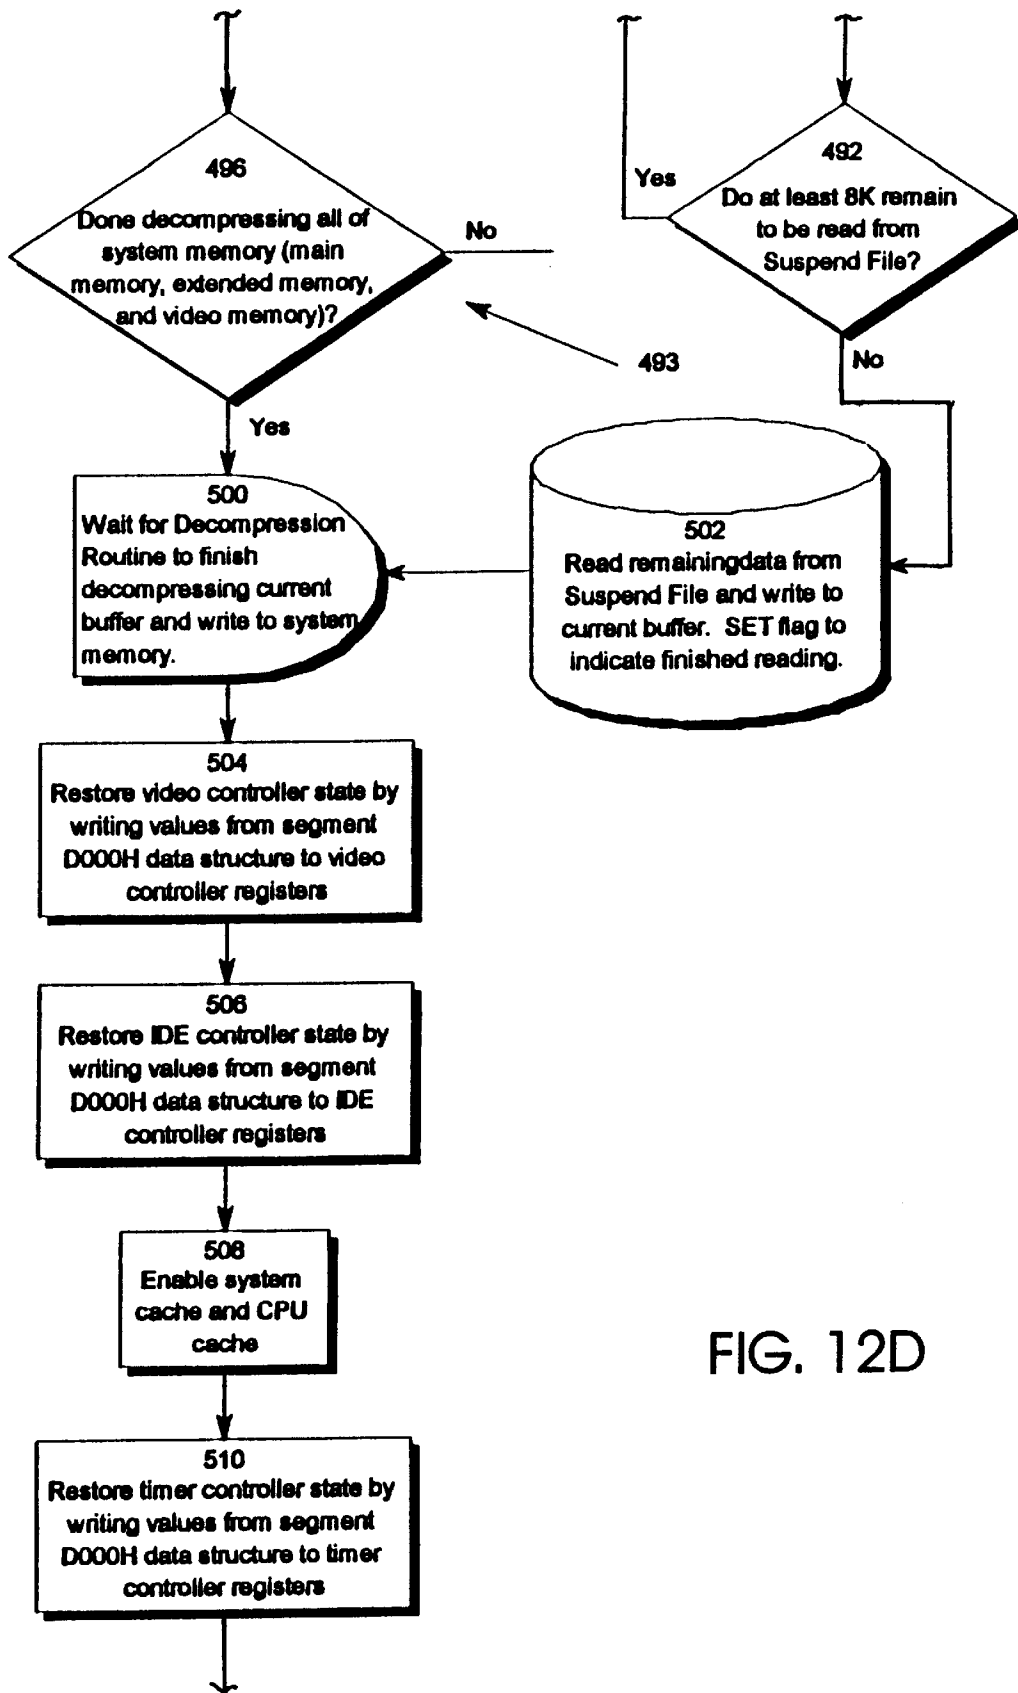 496
Done decompressing all of
system memory (main
memory, extended memory,
and video memory)?
No
Yes
492
Do at least 8K remain
to be read from
Suspend File?
Yes
No
493
500
Wait for Decompression
Routine to finish
decompressing current
buffer and write to system
memory.
502
Read remainingdata from
Suspend File and write to
current buffer. SET flag to
indicate finished reading.
504
Restore video controller state by
writing values from segment
D000H data structure to video
controller registers
506
Restore IDE controller state by
writing values from segment
D000H data structure to IDE
controller registers
508
Enable system
cache and CPU
cache
510
Restore timer controller state by
writing values from segment
D000H data structure to timer
controller registers
FIG. 12D